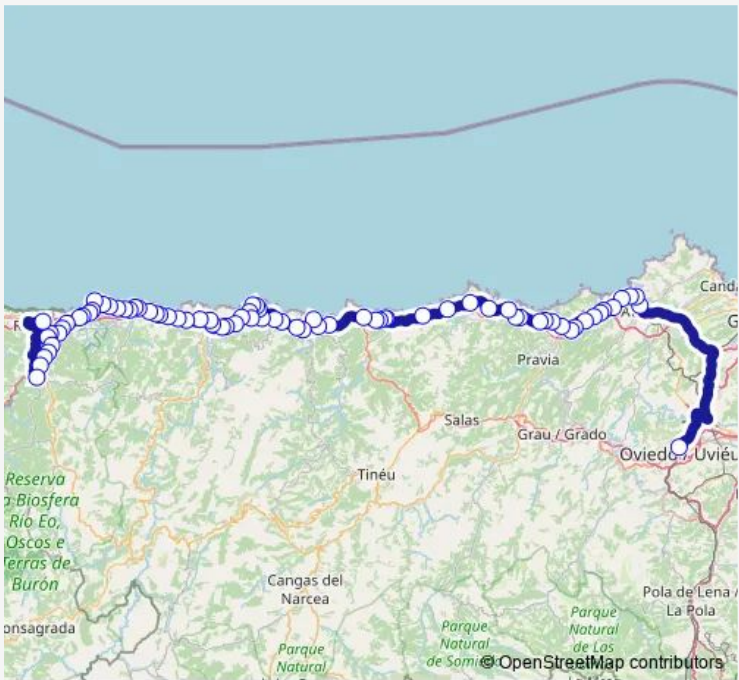 Cand
Pravia
Salas
Grau / Grado
Oviedo / Uviéu
Tinéu
Reserva
a Biosfera
Río Eo,
Oscos e
Terras de
Burón
Cangas del
Narcea
onsagrada
Pola de Lena /
La Pola
Parque
Natural
Parque
Natural
de Somie
Parque
Natural
de Las
© OpenStreetMap contributors